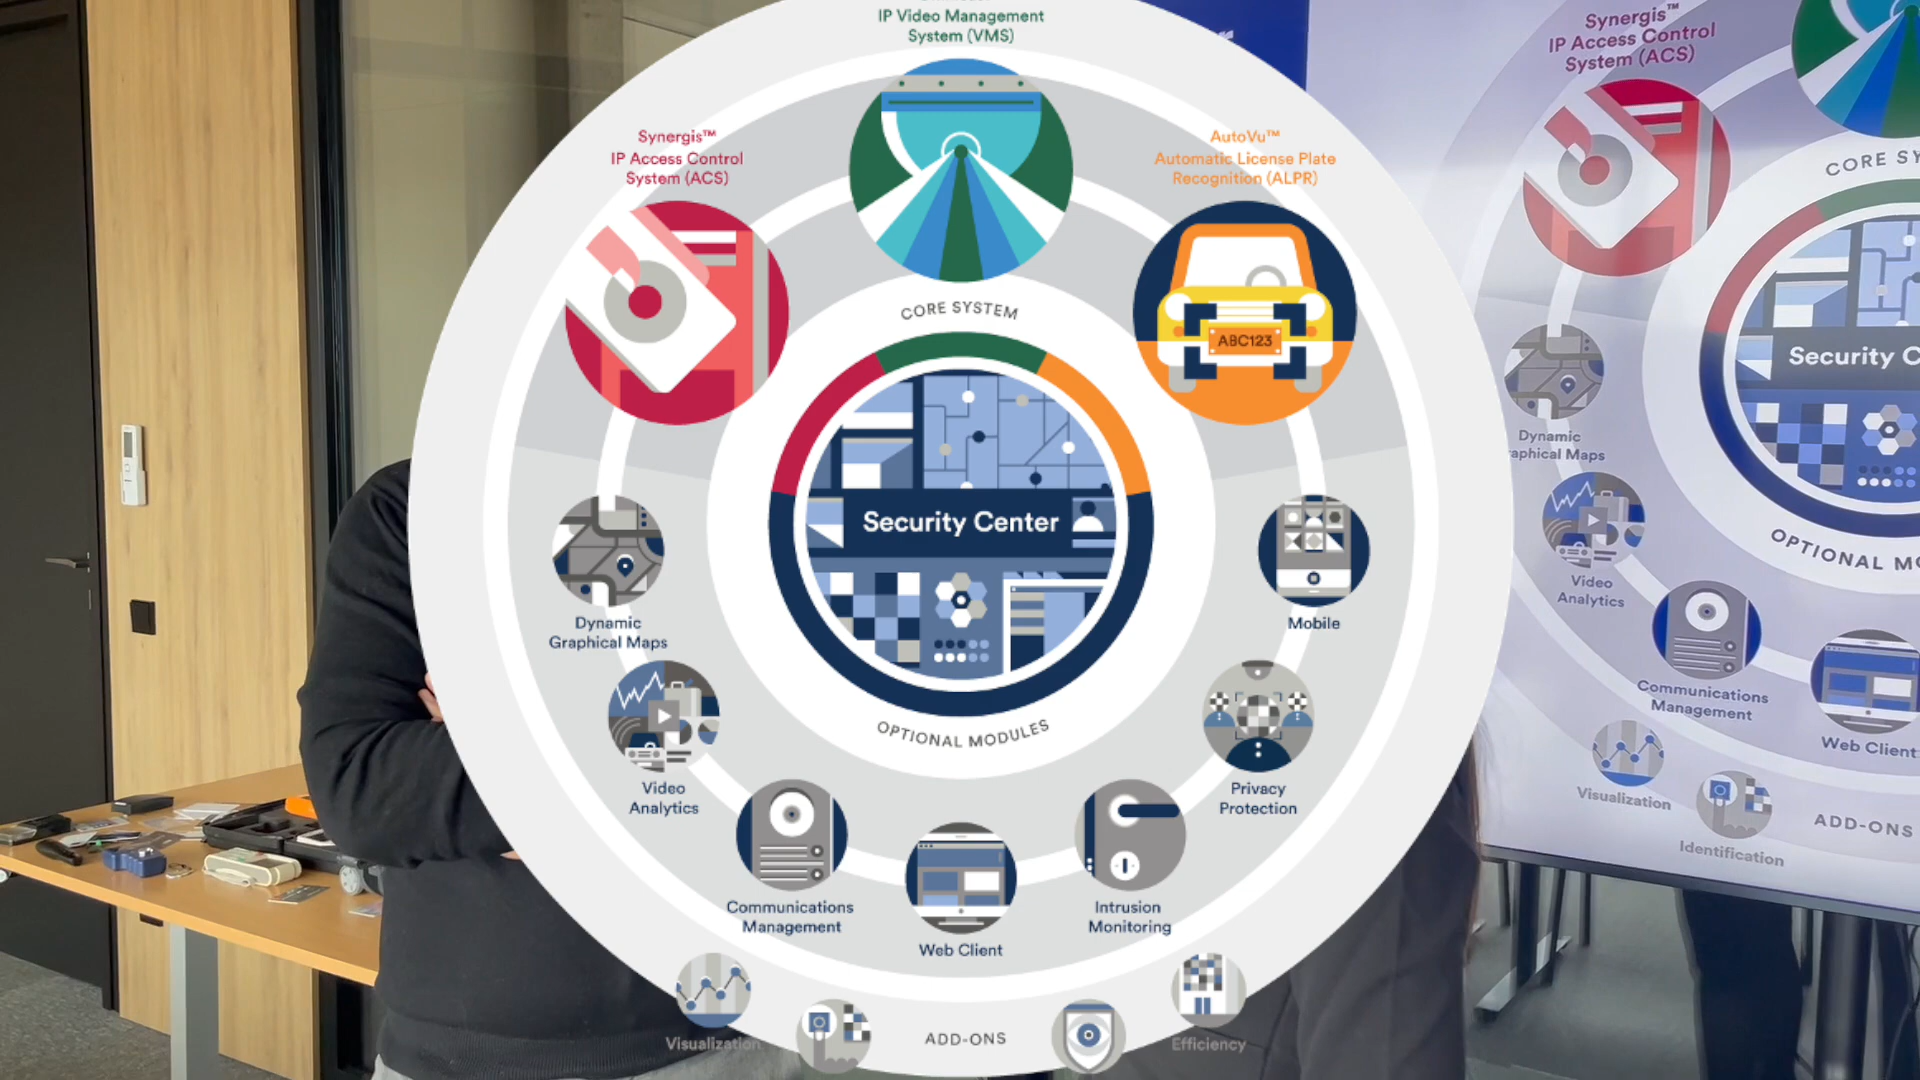 IP Video Management
System (VMS)
Synergis™
IP Access Control
System (ACS)
AutoVu™
Automatic License Plate
Recognition (ALPR)
ABC123
CORE SYSTEM
Security Center
OPTIONAL MODULES
Dynamic
Graphical Maps
Video
Analytics
Communications
Management
Web Client
Intrusion
Monitoring
Privacy
Protection
Mobile
Visualization
ADD-ONS
Efficiency
Synergis™
IP Access Control
System (ACS)
CORE SY
Security C
Dynamic
aphical Maps
Video
Analytics
OPTIONAL MO
Communications
Management
Web Client
Visualization
Identification
ADD-ONS